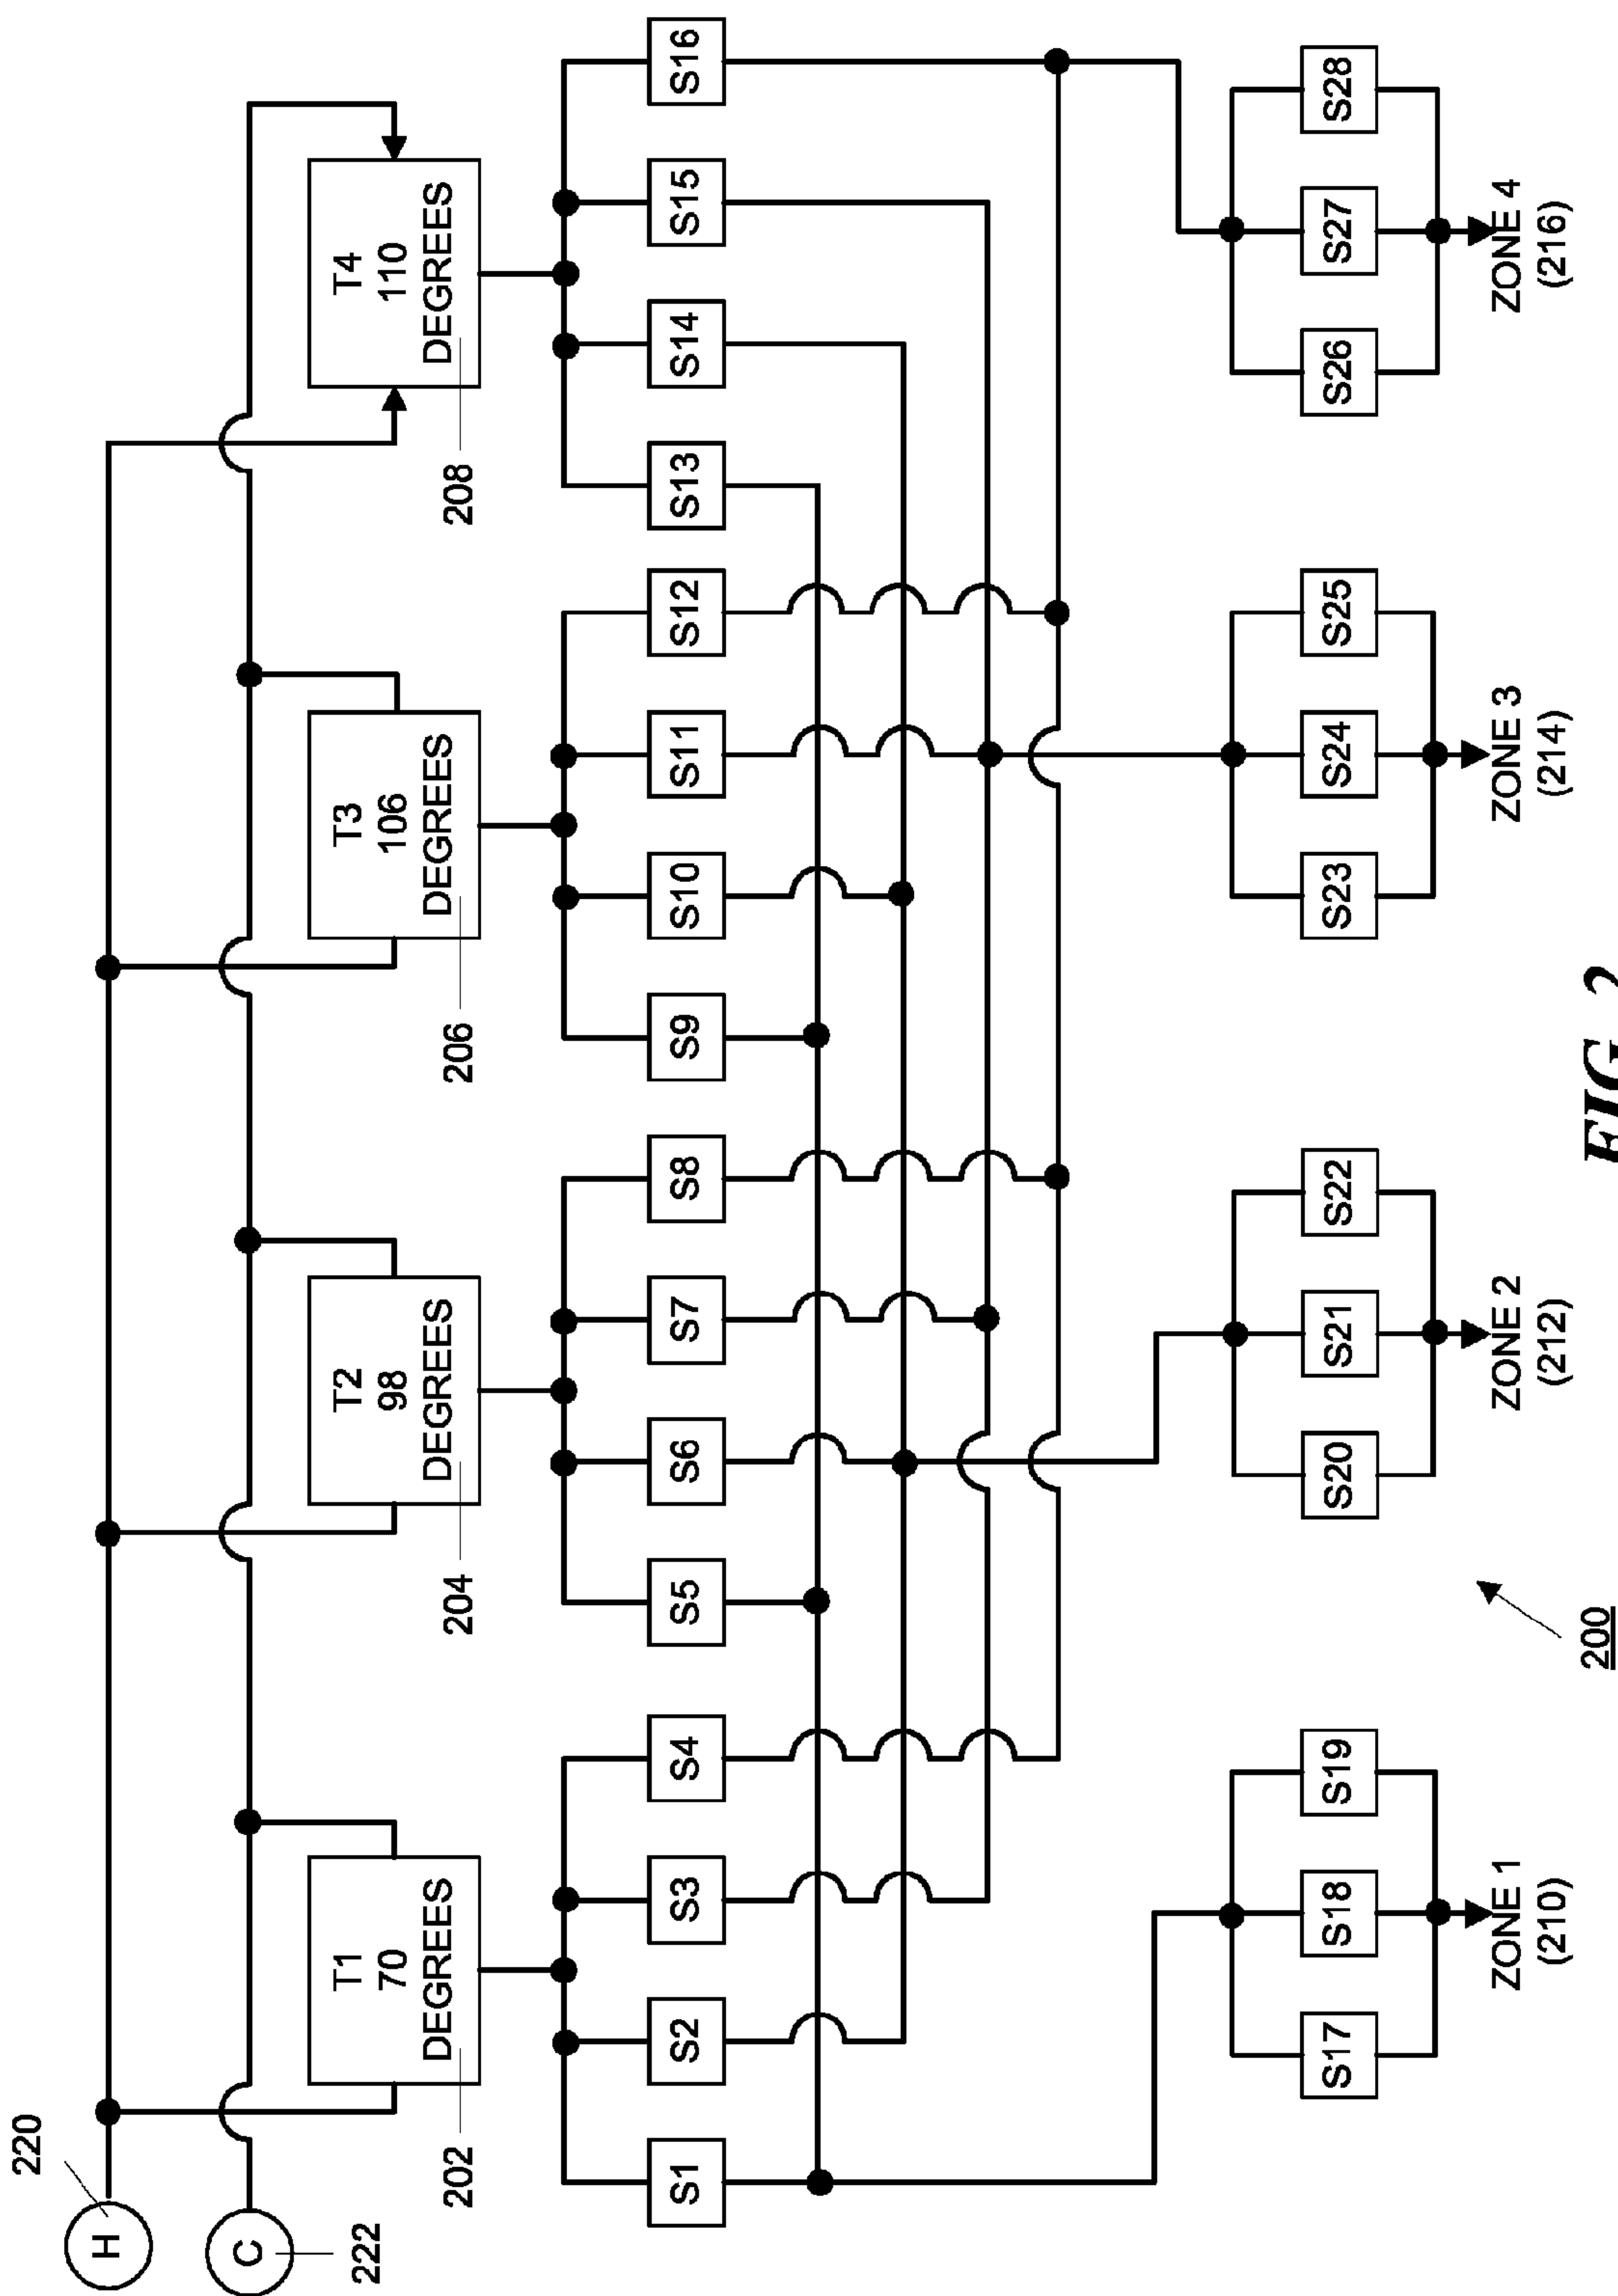 220
H
C
222
T1
70
DEGREES
202
T2
98
DEGREES
204
T3
106
DEGREES
206
T4
110
DEGREES
208
S1
S2
S3
S4
S5
S6
S7
S8
S9
S10
S11
S12
S13
S14
S15
S16
S17
S18
S19
S20
S21
S22
S23
S24
S25
S26
S27
S28
ZONE 1
(210)
ZONE 2
(212)
ZONE 3
(214)
ZONE 4
(216)
200
FIG. 2